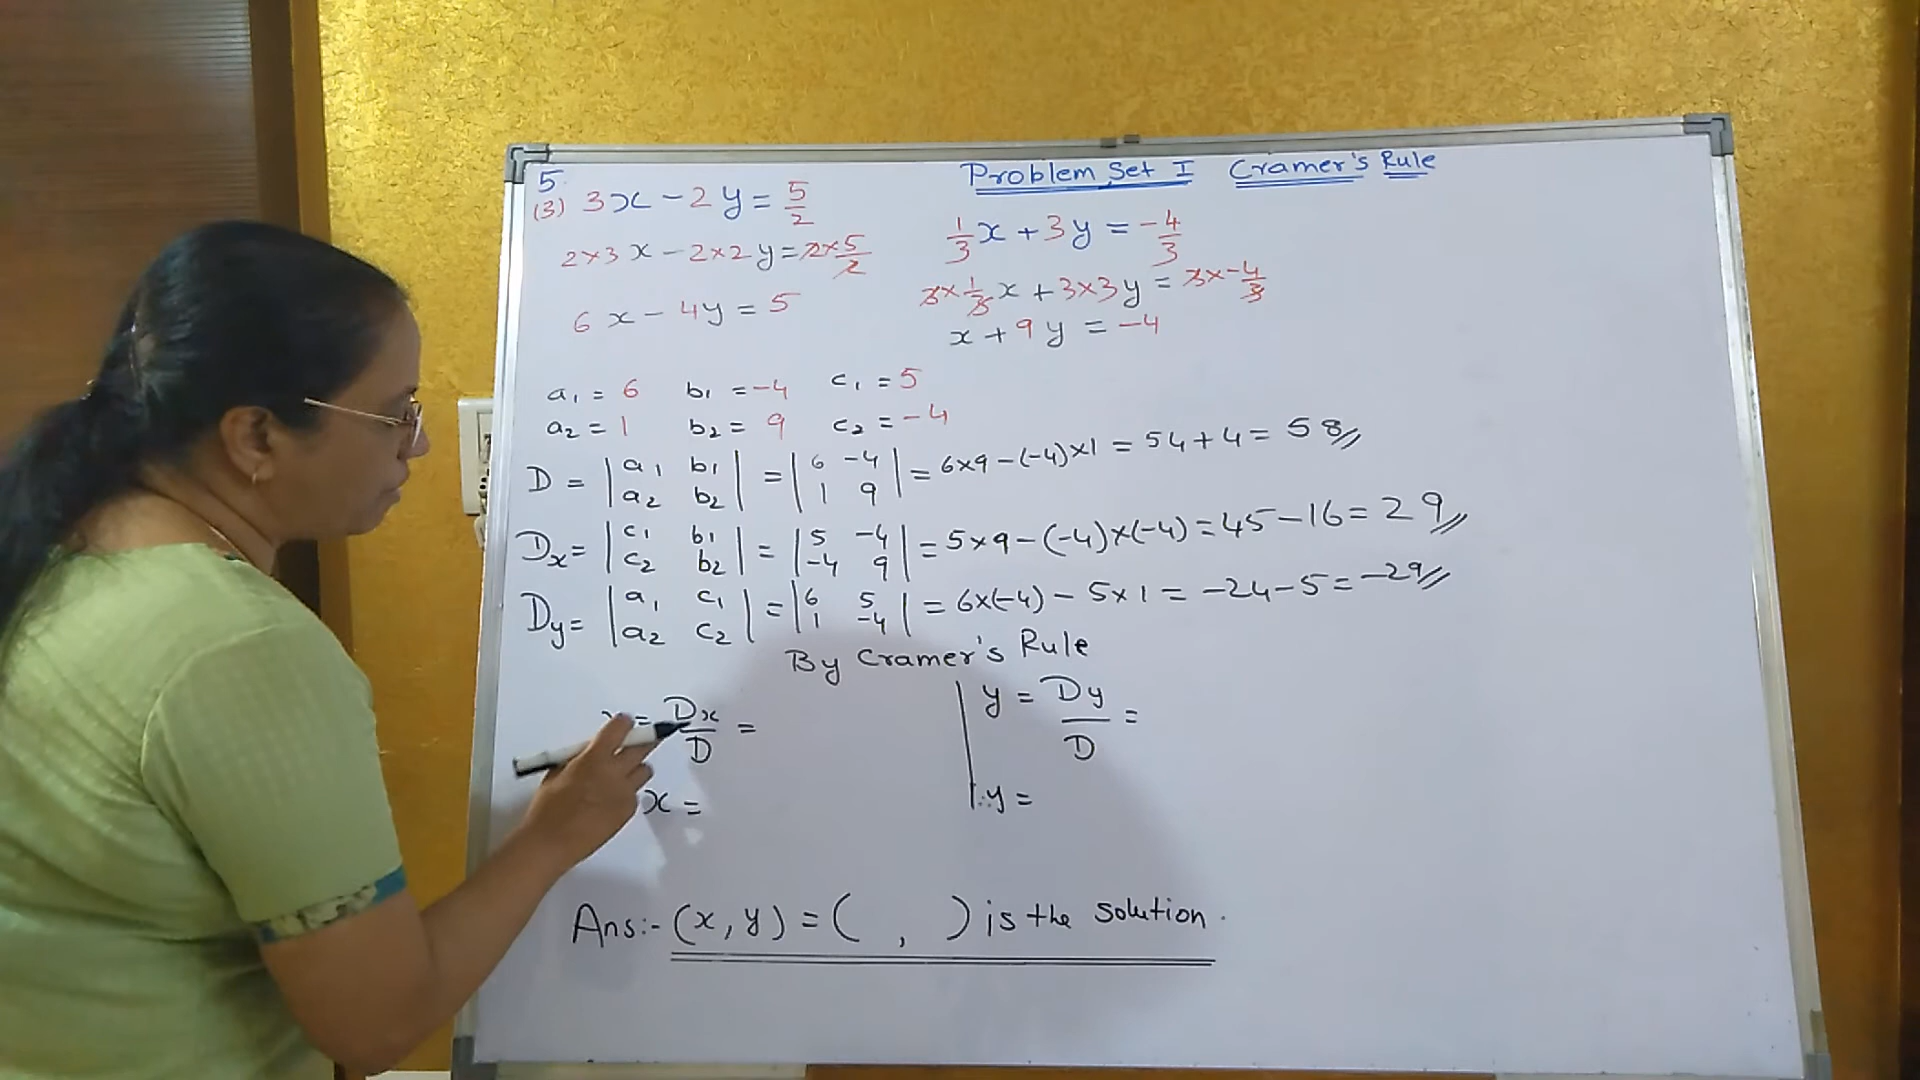 Problem Set I Cramer's Rule
5.
(3) 3x - 2y = 5/2
1/3 x + 3y = -4/3
2×3x - 2×2y = 2×5/2
3×1/3 x + 3×3y = 3×-4/3
6x - 4y = 5
x + 9y = -4
a₁ = 6 b₁ = -4 c₁ = 5
a₂ = 1 b₂ = 9 c₂ = -4
D = |a₁ b₁| = |6 -4| = 6×9 - (-4)×1 = 54 + 4 = 58
|a₂ b₂| |1 9|
Dx = |c₁ b₁| = |5 -4| = 5×9 - (-4)×(-4) = 45 - 16 = 29
|c₂ b₂| |-4 9|
Dy = |a₁ c₁| = |6 5| = 6×(-4) - 5×1 = -24 - 5 = -29
|a₂ c₂| |1 -4|
By Cramer's Rule
= Dx/D =
y = Dy/D =
x =
∴ y =
Ans:- (x, y) = ( , ) is the solution.